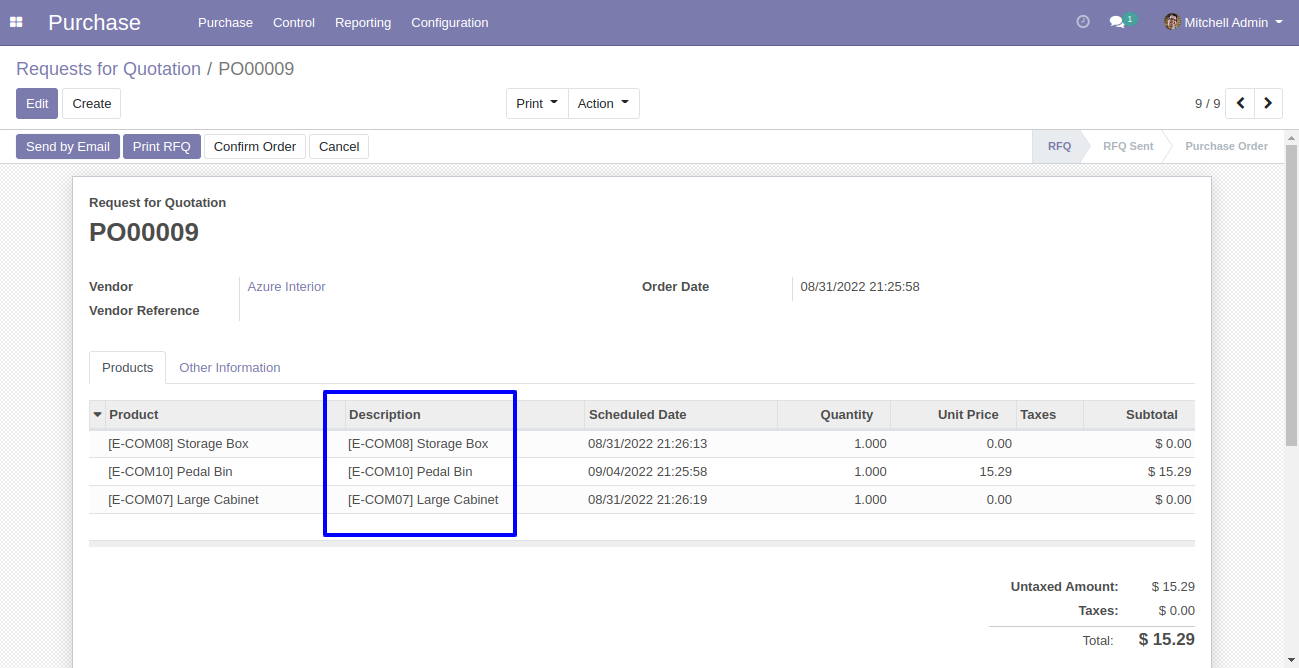 Purchase Purchase Control Reporting Configuration 1 Mitchell Admin
Requests for Quotation / PO00009
Edit Create Print Action 9 / 9
Send by Email Print RFQ Confirm Order Cancel RFQ RFQ Sent Purchase Order
Request for Quotation
PO00009
Vendor Azure Interior Order Date 08/31/2022 21:25:58
Vendor Reference
Products Other Information
Product Description Scheduled Date Quantity Unit Price Taxes Subtotal
[E-COM08] Storage Box [E-COM08] Storage Box 08/31/2022 21:26:13 1.000 0.00 $ 0.00
[E-COM10] Pedal Bin [E-COM10] Pedal Bin 09/04/2022 21:25:58 1.000 15.29 $ 15.29
[E-COM07] Large Cabinet [E-COM07] Large Cabinet 08/31/2022 21:26:19 1.000 0.00 $ 0.00
Untaxed Amount: $ 15.29
Taxes: $ 0.00
Total: $ 15.29